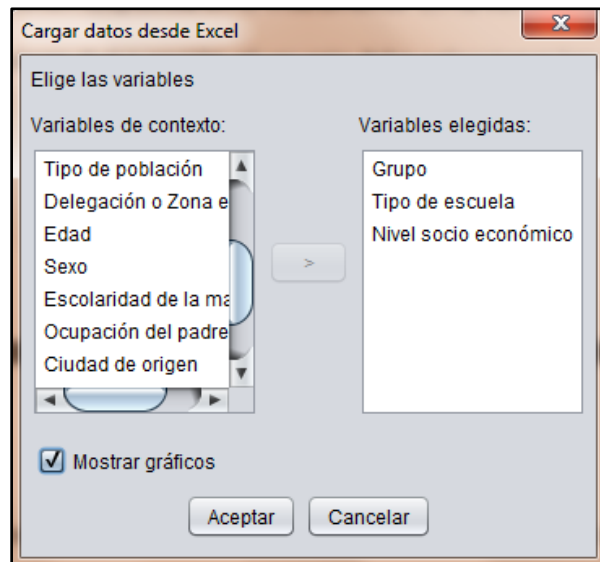 Cargar datos desde Excel
Elige las variables
Variables de contexto:
Tipo de población
Delegación o Zona e
Edad
Sexo
Escolaridad de la ma
Ocupación del padre
Ciudad de origen
>
Variables elegidas:
Grupo
Tipo de escuela
Nivel socio económico
Mostrar gráficos
Aceptar
Cancelar